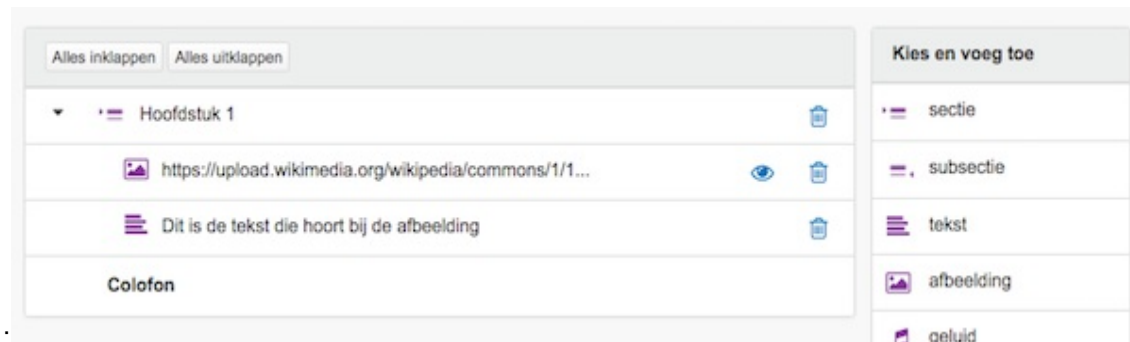 Alles inklappen Alles uitklappen
Hoofdstuk 1
https://upload.wikimedia.org/wikipedia/commons/1/1...
Dit is de tekst die hoort bij de afbeelding
Colofon
.
Kies en voeg toe
sectie
subsectie
tekst
afbeelding
geluid